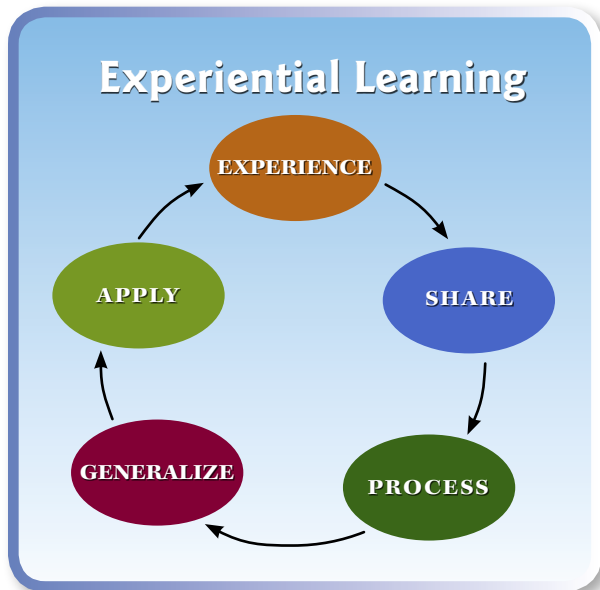 Experiential Learning
EXPERIENCE
SHARE
PROCESS
GENERALIZE
APPLY